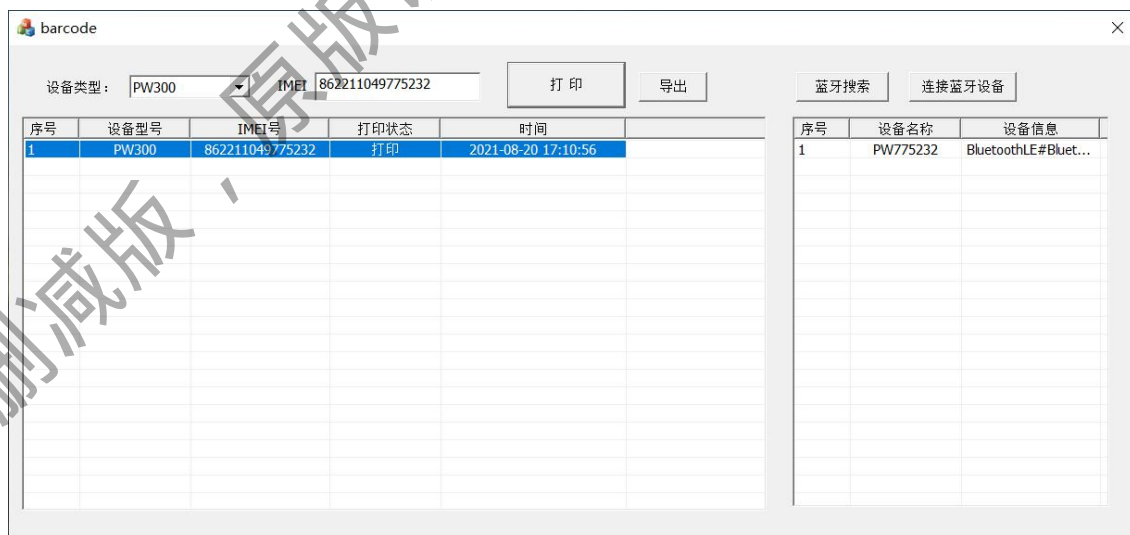 barcode
设备类型： PW300 IMEI 862211049775232 打 印 导出 蓝牙搜索 连接蓝牙设备
序号 设备型号 IMEI号 打印状态 时间 序号 设备名称 设备信息
1 PW300 862211049775232 打印 2021-08-20 17:10:56 1 PW775232 BluetoothLE#Bluet...
删减版，原版